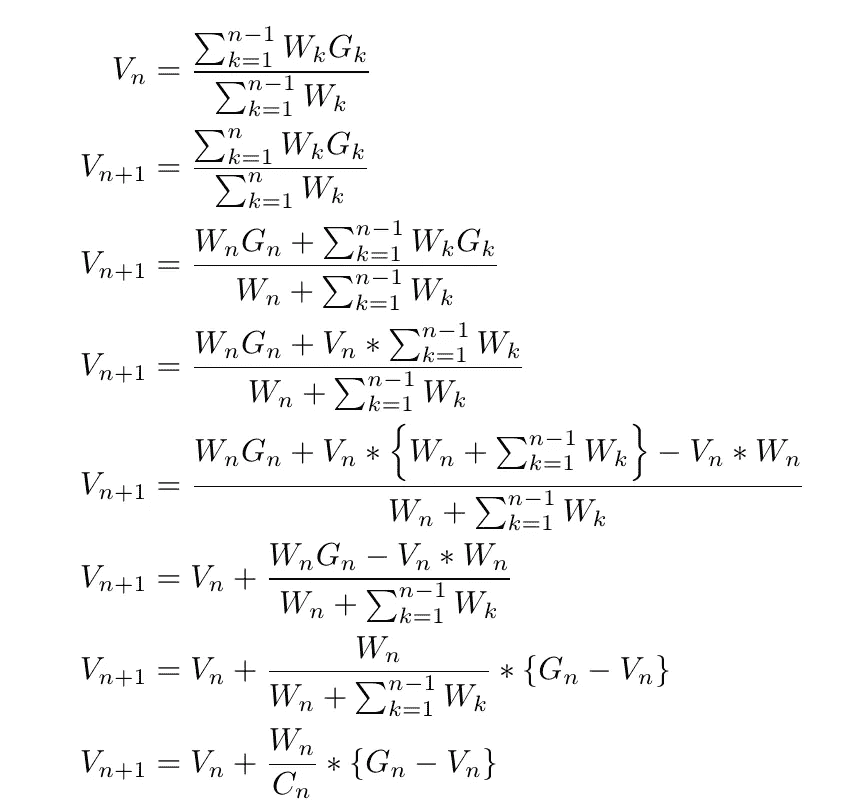 V_n = \frac{\sum_{k=1}^{n-1} W_k G_k}{\sum_{k=1}^{n-1} W_k}
V_{n+1} = \frac{\sum_{k=1}^{n} W_k G_k}{\sum_{k=1}^{n} W_k}
V_{n+1} = \frac{W_n G_n + \sum_{k=1}^{n-1} W_k G_k}{W_n + \sum_{k=1}^{n-1} W_k}
V_{n+1} = \frac{W_n G_n + V_n * \sum_{k=1}^{n-1} W_k}{W_n + \sum_{k=1}^{n-1} W_k}
V_{n+1} = \frac{W_n G_n + V_n * \left\{ W_n + \sum_{k=1}^{n-1} W_k \right\} - V_n * W_n}{W_n + \sum_{k=1}^{n-1} W_k}
V_{n+1} = V_n + \frac{W_n G_n - V_n * W_n}{W_n + \sum_{k=1}^{n-1} W_k}
V_{n+1} = V_n + \frac{W_n}{W_n + \sum_{k=1}^{n-1} W_k} * \{G_n - V_n\}
V_{n+1} = V_n + \frac{W_n}{C_n} * \{G_n - V_n\}